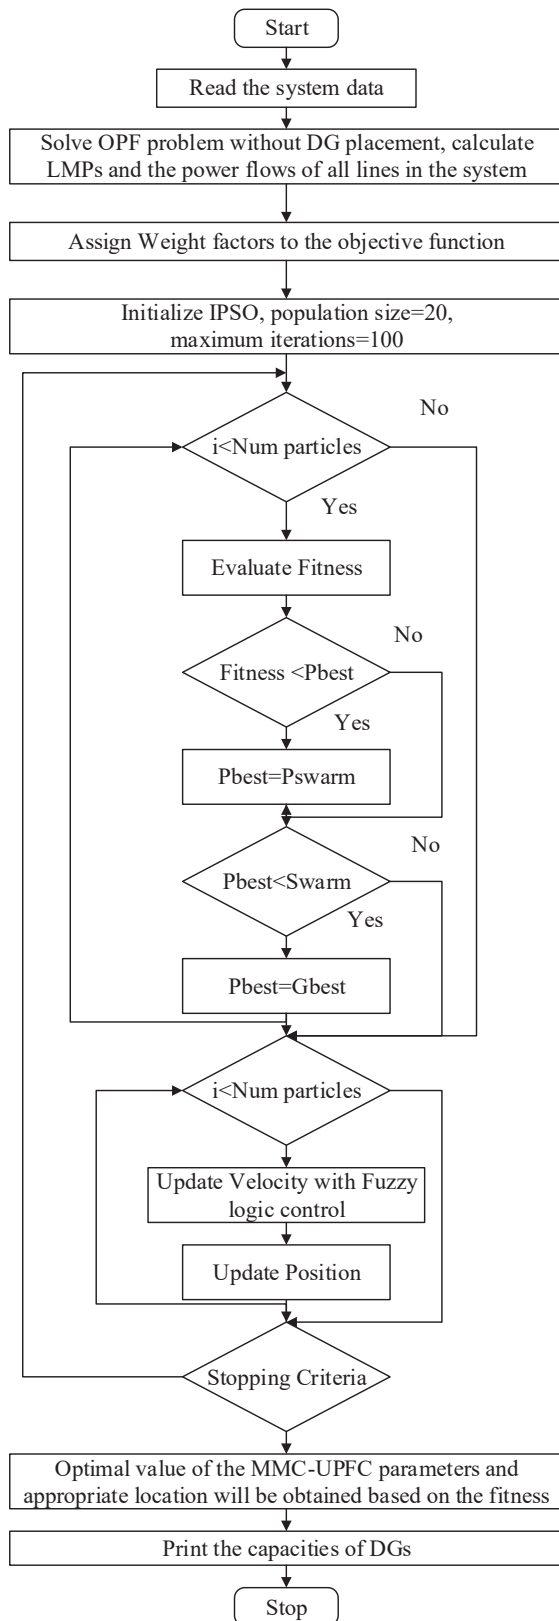 Start
Read the system data
Solve OPF problem without DG placement, calculate
LMPs and the power flows of all lines in the system
Assign Weight factors to the objective function
Initialize IPSO, population size=20,
maximum iterations=100
No
i<Num particles
Yes
Evaluate Fitness
No
Fitness <Pbest
Yes
Pbest=Pswarm
No
Pbest<Swarm
Yes
Pbest=Gbest
i<Num particles
Update Velocity with Fuzzy
logic control
Update Position
Stopping Criteria
Optimal value of the MMC-UPFC parameters and
appropriate location will be obtained based on the fitness
Print the capacities of DGs
Stop